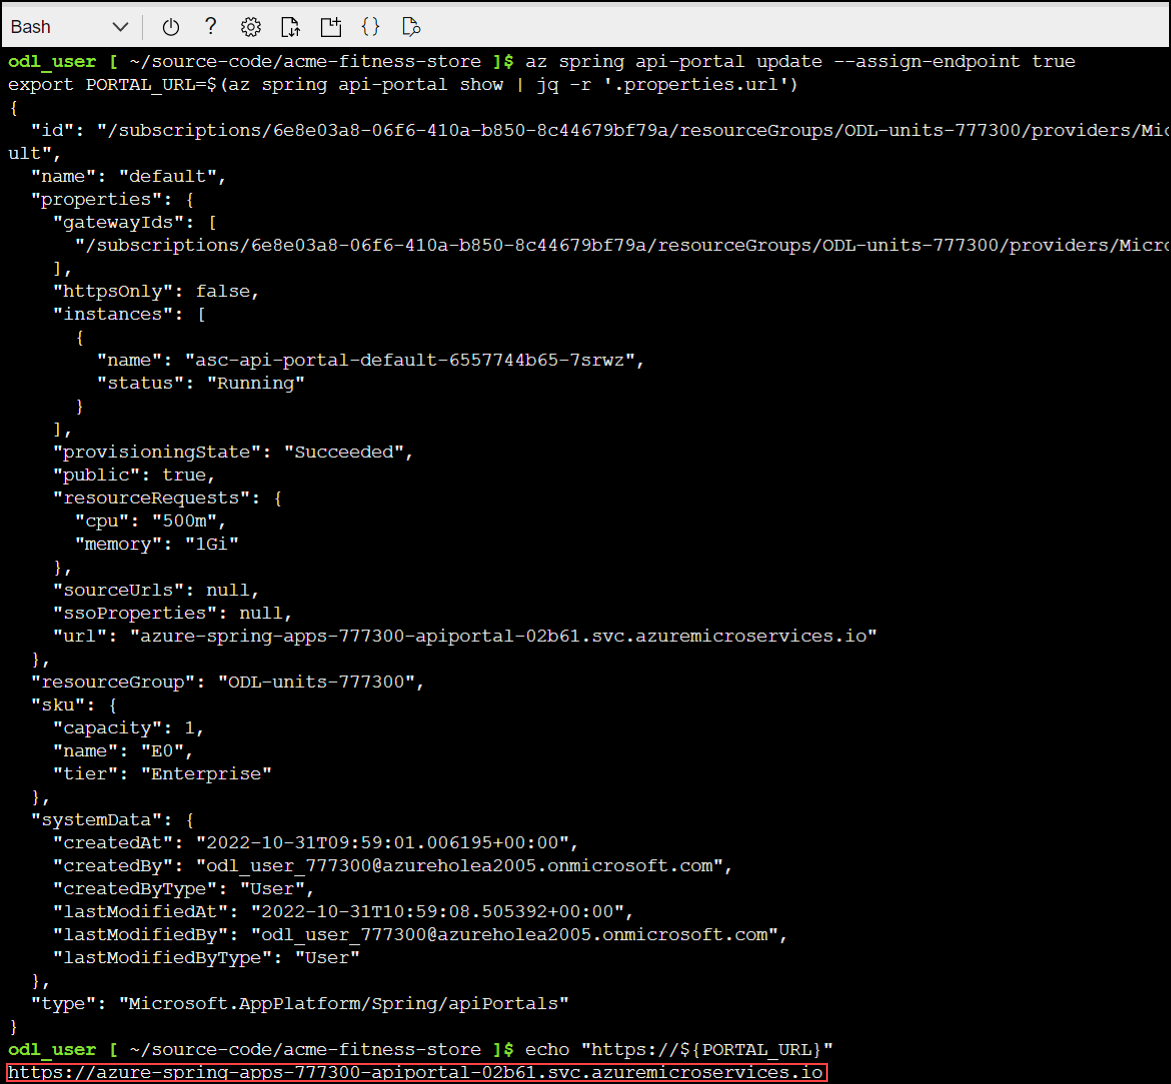 Bash
odl_user [ ~/source-code/acme-fitness-store ]$ az spring api-portal update --assign-endpoint true
export PORTAL_URL=$(az spring api-portal show | jq -r '.properties.url')
{
  "id": "/subscriptions/6e8e03a8-06f6-410a-b850-8c44679bf79a/resourceGroups/ODL-units-777300/providers/Mic
ult",
  "name": "default",
  "properties": {
    "gatewayIds": [
      "/subscriptions/6e8e03a8-06f6-410a-b850-8c44679bf79a/resourceGroups/ODL-units-777300/providers/Micro
    ],
    "httpsOnly": false,
    "instances": [
      {
        "name": "asc-api-portal-default-6557744b65-7srwz",
        "status": "Running"
      }
    ],
    "provisioningState": "Succeeded",
    "public": true,
    "resourceRequests": {
      "cpu": "500m",
      "memory": "1Gi"
    },
    "sourceUrls": null,
    "ssoProperties": null,
    "url": "azure-spring-apps-777300-apiportal-02b61.svc.azuremicroservices.io"
  },
  "resourceGroup": "ODL-units-777300",
  "sku": {
    "capacity": 1,
    "name": "E0",
    "tier": "Enterprise"
  },
  "systemData": {
    "createdAt": "2022-10-31T09:59:01.006195+00:00",
    "createdBy": "odl_user_777300@azureholea2005.onmicrosoft.com",
    "createdByType": "User",
    "lastModifiedAt": "2022-10-31T10:59:08.505392+00:00",
    "lastModifiedBy": "odl_user_777300@azureholea2005.onmicrosoft.com",
    "lastModifiedByType": "User"
  },
  "type": "Microsoft.AppPlatform/Spring/apiPortals"
}
odl_user [ ~/source-code/acme-fitness-store ]$ echo "https://${PORTAL_URL}"
https://azure-spring-apps-777300-apiportal-02b61.svc.azuremicroservices.io